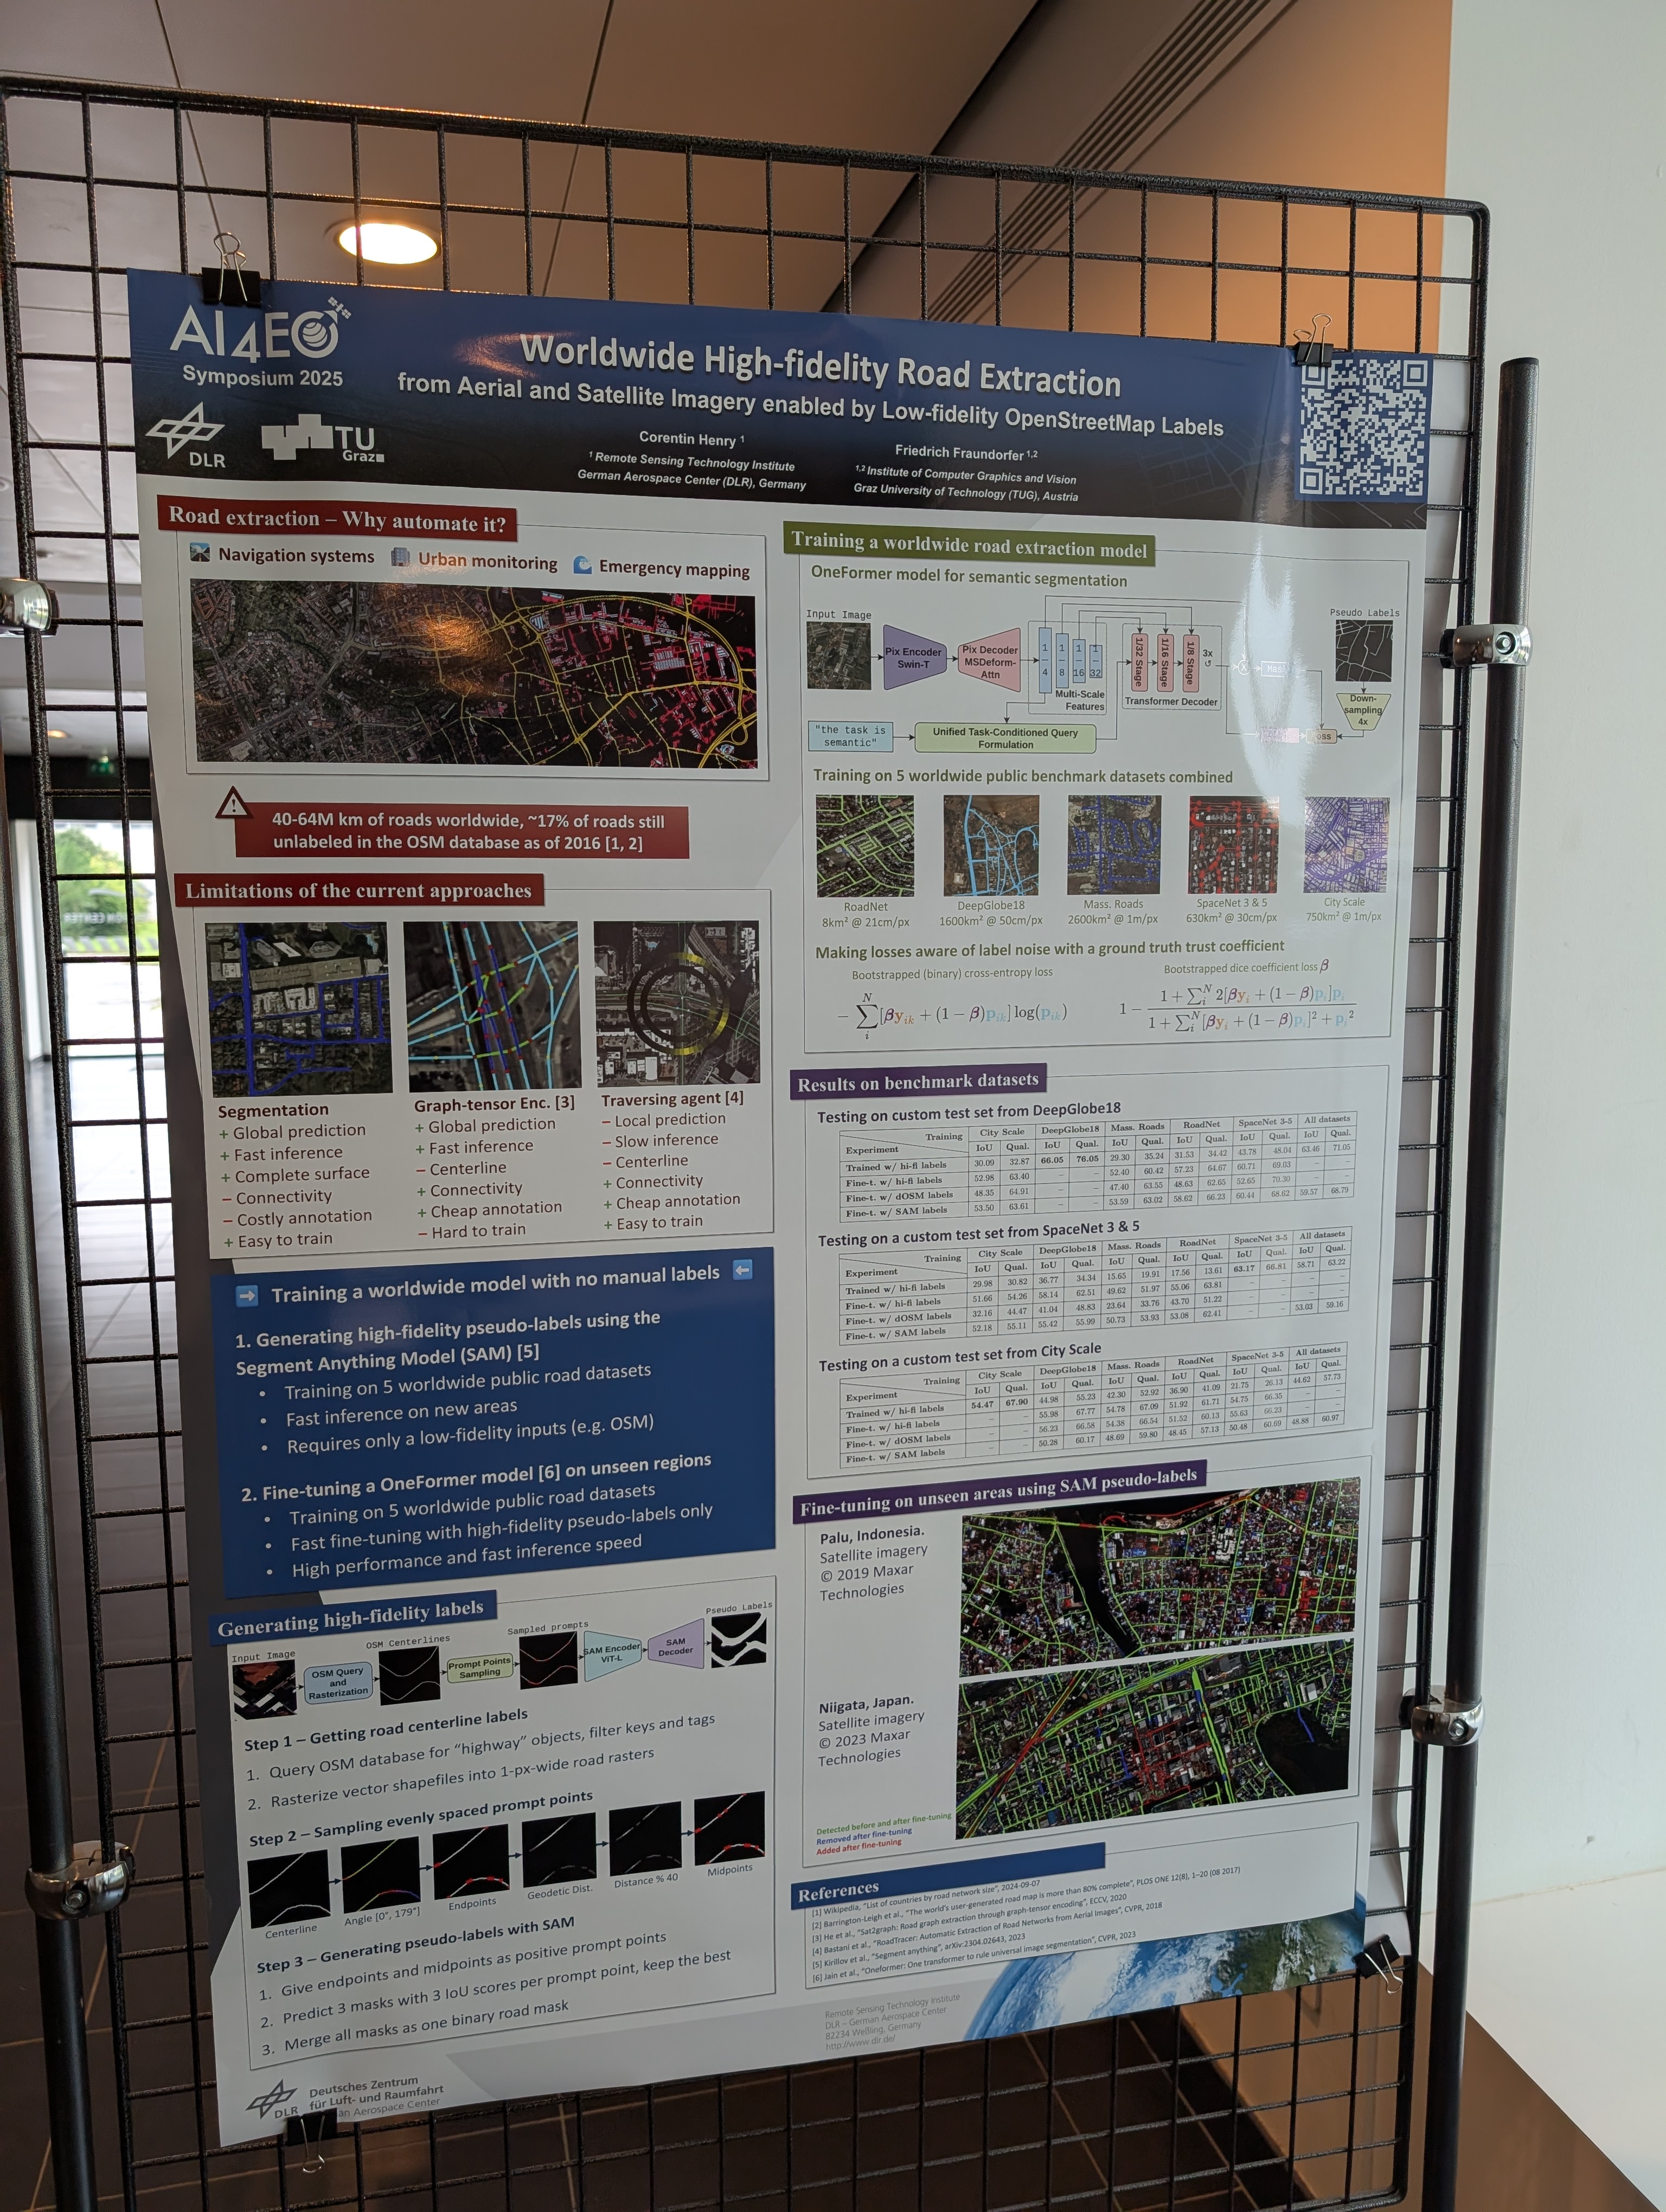 AI4EO
Symposium 2025
DLR
TU
Graz
Worldwide High-fidelity Road Extraction
from Aerial and Satellite Imagery enabled by Low-fidelity OpenStreetMap Labels
Corentin Henry 1
1 Remote Sensing Technology Institute
German Aerospace Center (DLR), Germany
Friedrich Fraundorfer 1,2
1,2 Institute of Computer Graphics and Vision
Graz University of Technology (TUG), Austria
Road extraction – Why automate it?
Navigation systems
Urban monitoring
Emergency mapping
40-64M km of roads worldwide, ~17% of roads still
unlabeled in the OSM database as of 2016 [1, 2]
Limitations of the current approaches
Segmentation
+ Global prediction
+ Fast inference
+ Complete surface
– Connectivity
– Costly annotation
+ Easy to train
Graph-tensor Enc. [3]
+ Global prediction
+ Fast inference
– Centerline
+ Connectivity
+ Cheap annotation
– Hard to train
Traversing agent [4]
– Local prediction
– Slow inference
– Centerline
+ Connectivity
+ Cheap annotation
+ Easy to train
Training a worldwide model with no manual labels
1. Generating high-fidelity pseudo-labels using the
Segment Anything Model (SAM) [5]
• Training on 5 worldwide public road datasets
• Fast inference on new areas
• Requires only a low-fidelity inputs (e.g. OSM)
2. Fine-tuning a OneFormer model [6] on unseen regions
• Training on 5 worldwide public road datasets
• Fast fine-tuning with high-fidelity pseudo-labels only
• High performance and fast inference speed
Generating high-fidelity labels
Input Image
OSM Query
and
Rasterization
OSM Centerlines
Prompt Points
Sampling
Sampled prompts
SAM Encoder
ViT-L
SAM
Decoder
Pseudo Labels
Step 1 – Getting road centerline labels
1. Query OSM database for "highway" objects, filter keys and tags
2. Rasterize vector shapefiles into 1-px-wide road rasters
Step 2 – Sampling evenly spaced prompt points
Centerline
Angle [0°, 179°]
Endpoints
Geodetic Dist.
Distance % 40
Midpoints
Step 3 – Generating pseudo-labels with SAM
1. Give endpoints and midpoints as positive prompt points
2. Predict 3 masks with 3 IoU scores per prompt point, keep the best
3. Merge all masks as one binary road mask
Training a worldwide road extraction model
OneFormer model for semantic segmentation
Input Image
Pix Encoder
Swin-T
Pix Decoder
MSDeform-
Attn
1 4
1 8
1 16
1 32
Multi-Scale
Features
1/32 Stage
1/16 Stage
1/8 Stage
3x
Transformer Decoder
Pseudo Labels
Down-
sampling
4x
"the task is
semantic"
Unified Task-Conditioned Query
Formulation
Training on 5 worldwide public benchmark datasets combined
RoadNet
8km² @ 21cm/px
DeepGlobe18
1600km² @ 50cm/px
Mass. Roads
2600km² @ 1m/px
SpaceNet 3 & 5
630km² @ 30cm/px
City Scale
750km² @ 1m/px
Making losses aware of label noise with a ground truth trust coefficient
Bootstrapped (binary) cross-entropy loss
− ∑ᵢᴺ [βy_ik + (1 − β)p_ik] log(p_ik)
Bootstrapped dice coefficient loss β
1 − (1 + ∑ᵢᴺ 2[βy_i + (1 − β)p_i]p_i) / (1 + ∑ᵢᴺ [βy_i + (1 − β)p_i]² + p_i²)
Results on benchmark datasets
Testing on custom test set from DeepGlobe18
Training City Scale DeepGlobe18 Mass. Roads RoadNet SpaceNet 3-5 All datasets
Experiment IoU Qual. IoU Qual. IoU Qual. IoU Qual. IoU Qual. IoU Qual.
Trained w/ hi-fi labels 30.09 32.87 66.05 76.05 29.30 35.24 31.53 34.42 43.78 48.04 63.46 71.05
Fine-t. w/ hi-fi labels 52.98 63.40 – – 52.40 60.42 57.23 64.67 60.71 69.03 – –
Fine-t. w/ dOSM labels 48.35 64.91 – – 47.40 63.55 48.63 62.65 52.65 70.30 – –
Fine-t. w/ SAM labels 53.50 63.61 – – 53.59 63.02 58.62 66.23 60.44 68.62 59.57 68.79
Testing on a custom test set from SpaceNet 3 & 5
Training City Scale DeepGlobe18 Mass. Roads RoadNet SpaceNet 3-5 All datasets
Experiment IoU Qual. IoU Qual. IoU Qual. IoU Qual. IoU Qual. IoU Qual.
Trained w/ hi-fi labels 29.98 30.82 36.77 34.34 15.65 19.91 17.56 13.61 63.17 66.81 58.71 63.22
Fine-t. w/ hi-fi labels 51.66 54.26 58.14 62.51 49.62 51.97 55.06 63.81 – – – –
Fine-t. w/ dOSM labels 32.16 44.47 41.04 48.83 23.64 33.76 43.70 51.22 – – – –
Fine-t. w/ SAM labels 52.18 55.11 55.42 55.99 50.73 53.93 53.08 62.41 – – 53.03 59.16
Testing on a custom test set from City Scale
Training City Scale DeepGlobe18 Mass. Roads RoadNet SpaceNet 3-5 All datasets
Experiment IoU Qual. IoU Qual. IoU Qual. IoU Qual. IoU Qual. IoU Qual.
Trained w/ hi-fi labels 54.47 67.90 44.98 55.23 42.30 52.92 36.90 41.09 21.75 26.13 44.62 57.73
Fine-t. w/ hi-fi labels – – 55.98 67.77 54.78 67.09 51.92 61.71 54.75 66.35 – –
Fine-t. w/ dOSM labels – – 56.23 66.58 54.38 66.54 51.52 60.13 55.63 66.23 – –
Fine-t. w/ SAM labels – – 50.28 60.17 48.69 59.80 48.45 57.13 50.48 60.69 48.88 60.97
Fine-tuning on unseen areas using SAM pseudo-labels
Palu, Indonesia.
Satellite imagery
© 2019 Maxar
Technologies
Niigata, Japan.
Satellite imagery
© 2023 Maxar
Technologies
Detected before and after fine-tuning
Removed after fine-tuning
Added after fine-tuning
References
[1] Wikipedia, "List of countries by road network size", 2024-09-07
[2] Barrington-Leigh et al., "The world's user-generated road map is more than 80% complete", PLOS ONE 12(8), 1–20 (08 2017)
[3] He et al., "Sat2graph: Road graph extraction through graph-tensor encoding", ECCV, 2020
[4] Bastani et al., "RoadTracer: Automatic Extraction of Road Networks from Aerial Images", CVPR, 2018
[5] Kirillov et al., "Segment anything", arXiv:2304.02643, 2023
[6] Jain et al., "Oneformer: One transformer to rule universal image segmentation", CVPR, 2023
Remote Sensing Technology Institute
DLR – German Aerospace Center
82234 Weßling, Germany
http://www.dlr.de/
DLR
Deutsches Zentrum
für Luft- und Raumfahrt
an Aerospace Center